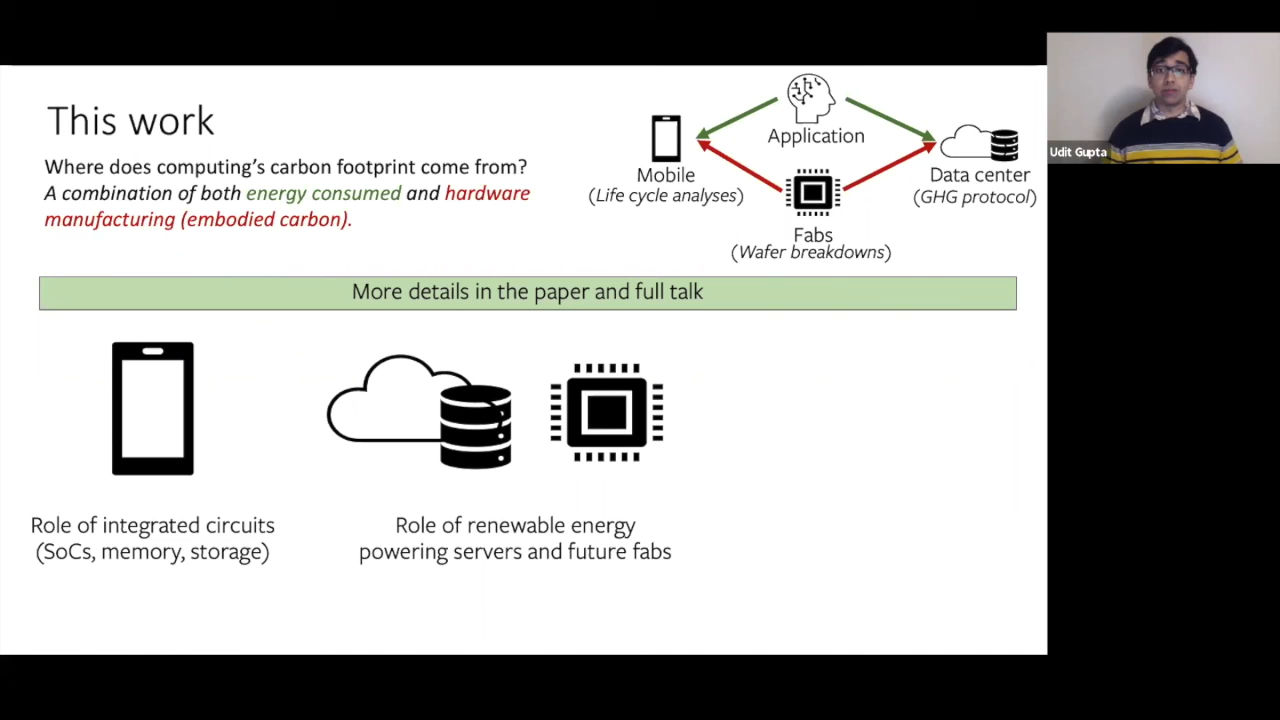 This work
Where does computing's carbon footprint come from?
A combination of both energy consumed and hardware
manufacturing (embodied carbon).
Application
Mobile
(Life cycle analyses)
Data center
(GHG protocol)
Fabs
(Wafer breakdowns)
Udit Gupta
More details in the paper and full talk
Role of integrated circuits
(SoCs, memory, storage)
Role of renewable energy
powering servers and future fabs